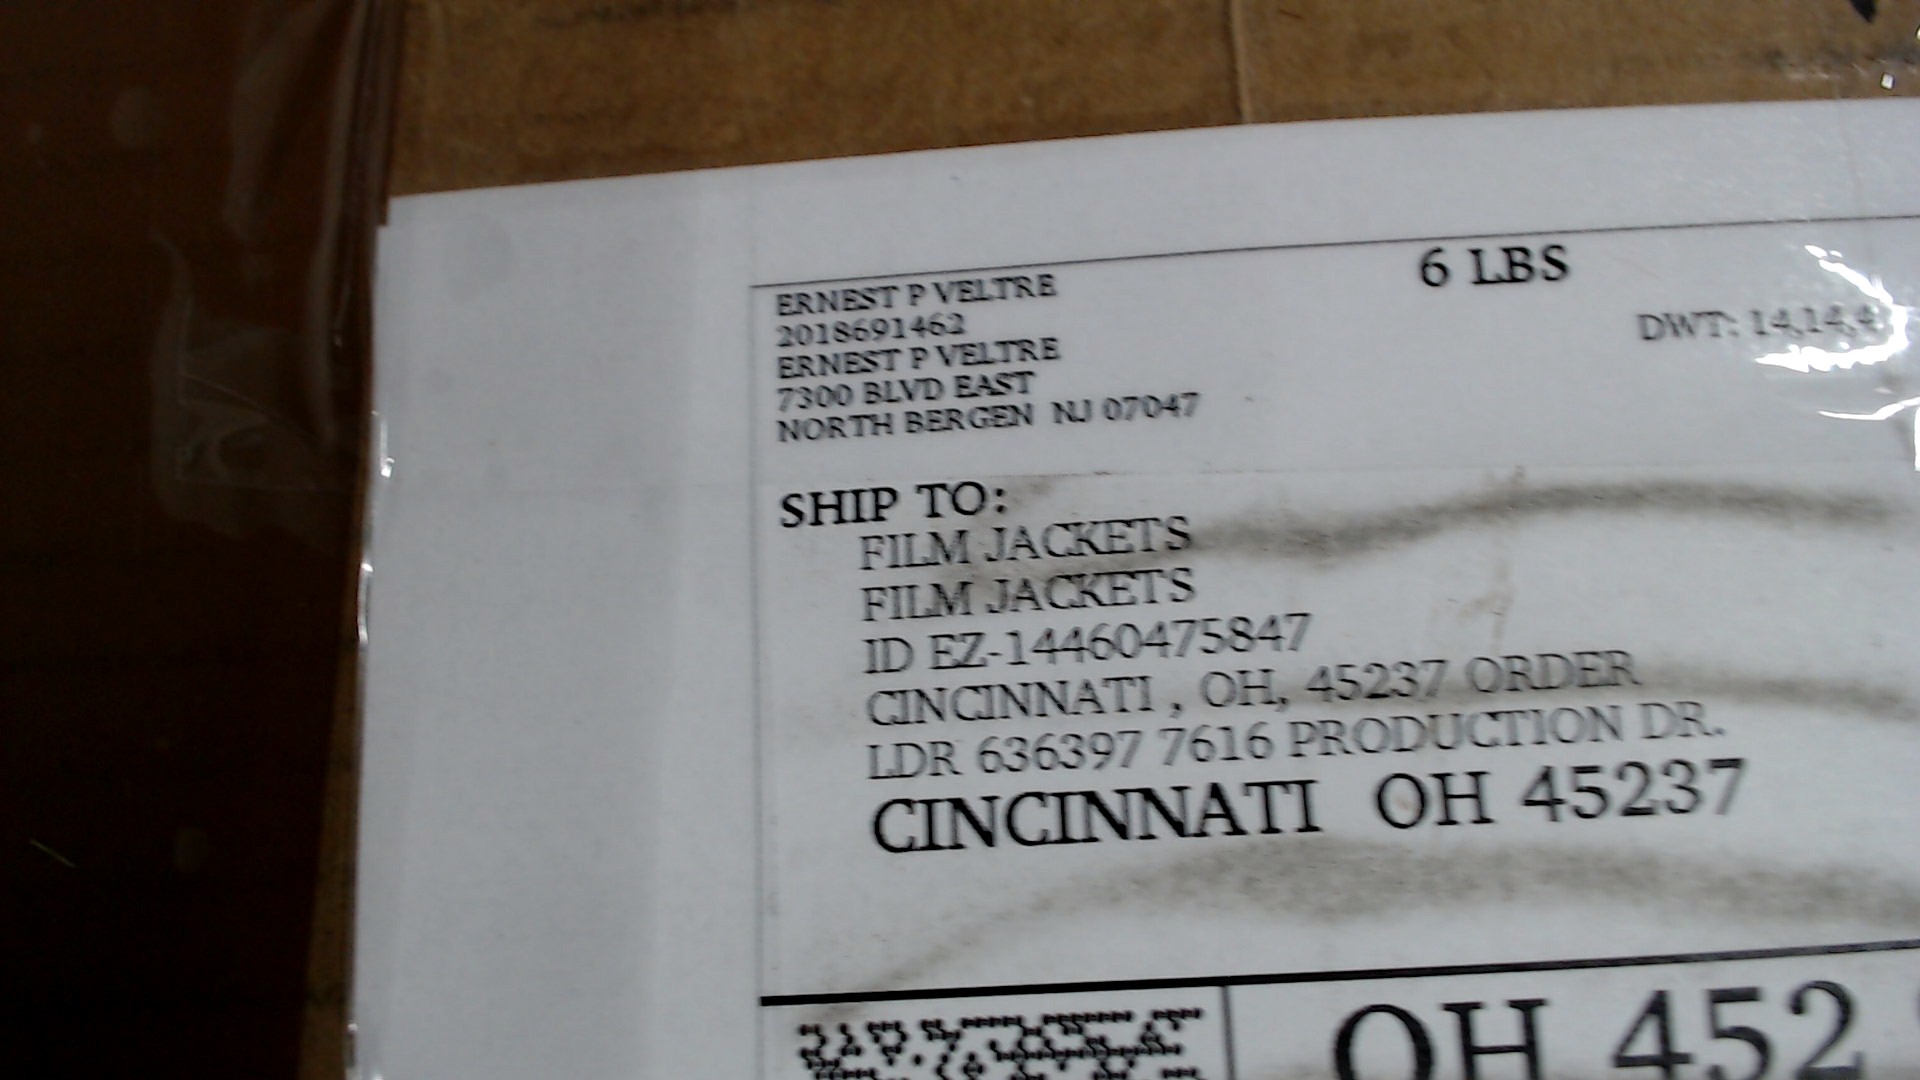 ERNEST P VELTRE
6 LBS
2018691462
DWT: 14,14,4
ERNEST P VELTRE
7300 BLVD EAST
NORTH BERGEN NJ 07047
SHIP TO:
FILM JACKETS
FILM JACKETS
ID EZ-14460475847
CINCINNATI , OH, 45237 ORDER
LDR 636397 7616 PRODUCTION DR.
CINCINNATI OH 45237
OH 452